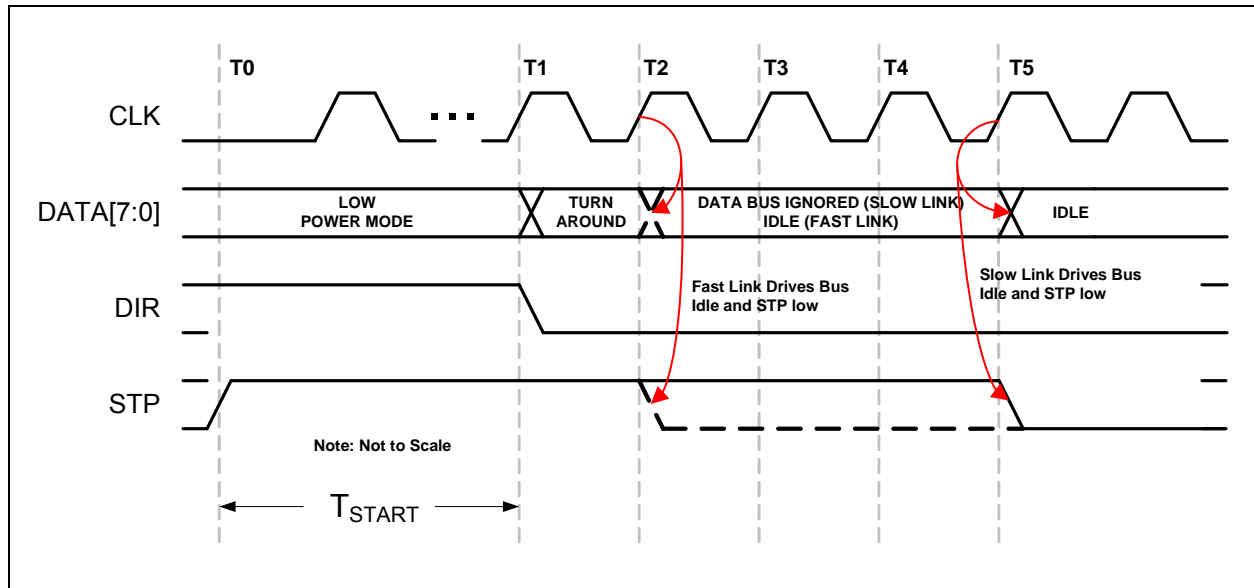 T0 T1 T2 T3 T4 T5
CLK
DATA[7:0]
LOW
POWER MODE
TURN
AROUND
DATA BUS IGNORED (SLOW LINK)
IDLE (FAST LINK)
IDLE
DIR
Fast Link Drives Bus
Idle and STP low
Slow Link Drives Bus
Idle and STP low
STP
Note: Not to Scale
TSTART